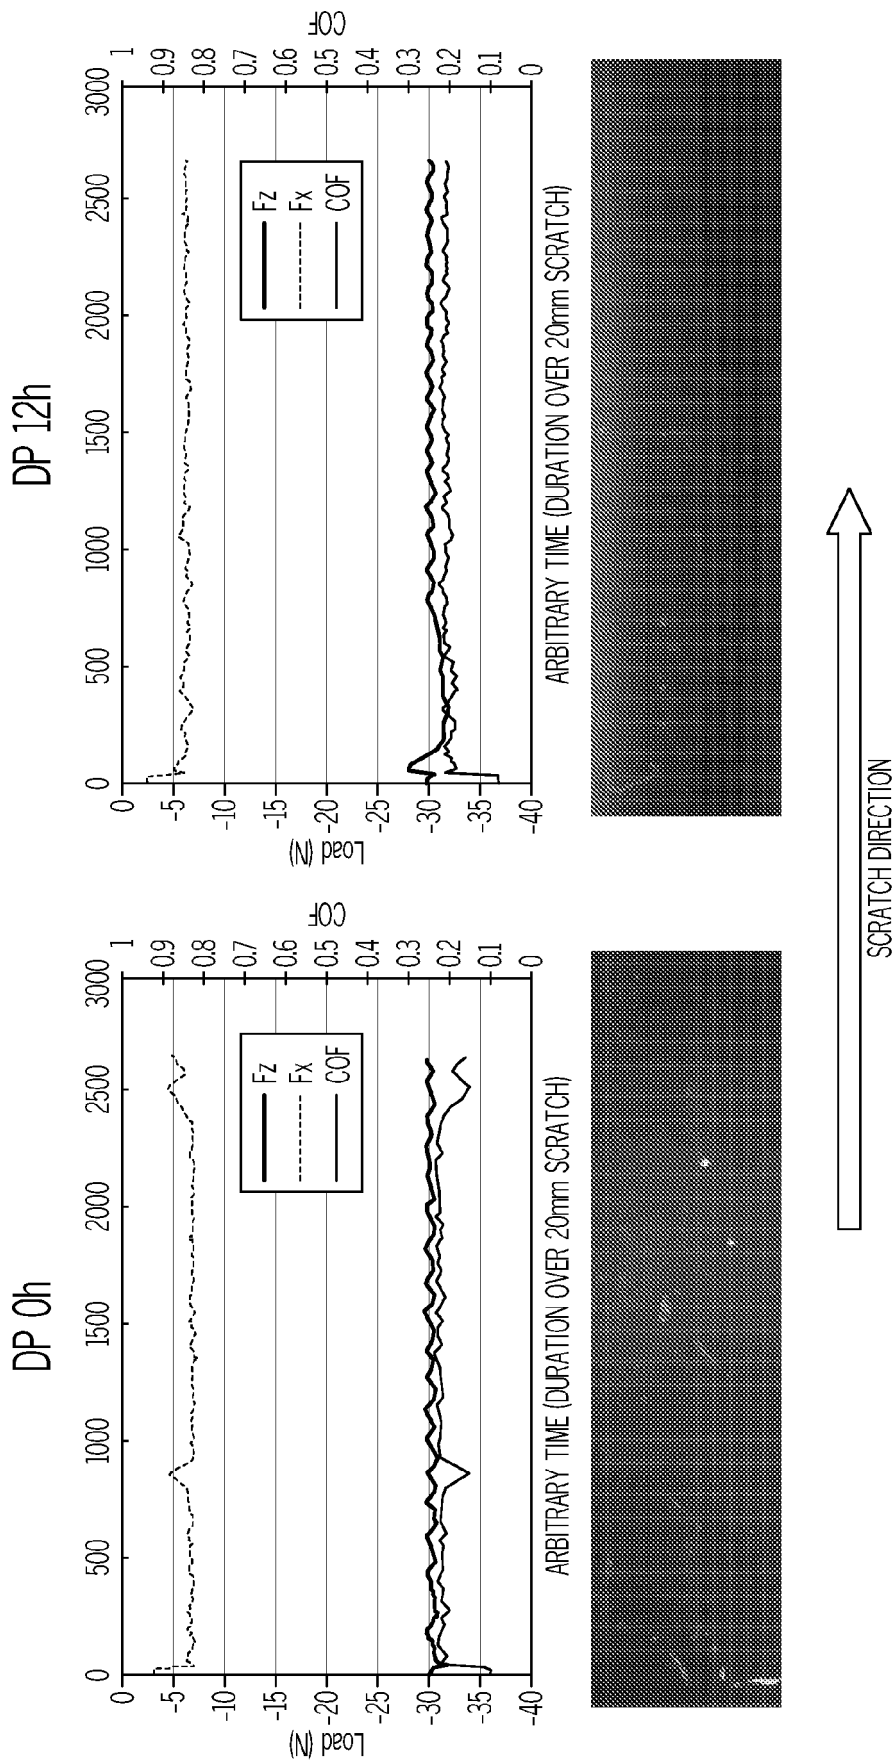 DP 0h
0 500 1000 1500 2000 2500 3000
0
-5
-10
-15
-20
-25
-30
-35
-40
Load (N)
1
0.9
0.8
0.7
0.6
0.5
0.4
0.3
0.2
0.1
0
COF
Fz
Fx
COF
ARBITRARY TIME (DURATION OVER 20mm SCRATCH)
DP 12h
0 500 1000 1500 2000 2500 3000
0
-5
-10
-15
-20
-25
-30
-35
-40
Load (N)
1
0.9
0.8
0.7
0.6
0.5
0.4
0.3
0.2
0.1
0
COF
Fz
Fx
COF
ARBITRARY TIME (DURATION OVER 20mm SCRATCH)
SCRATCH DIRECTION